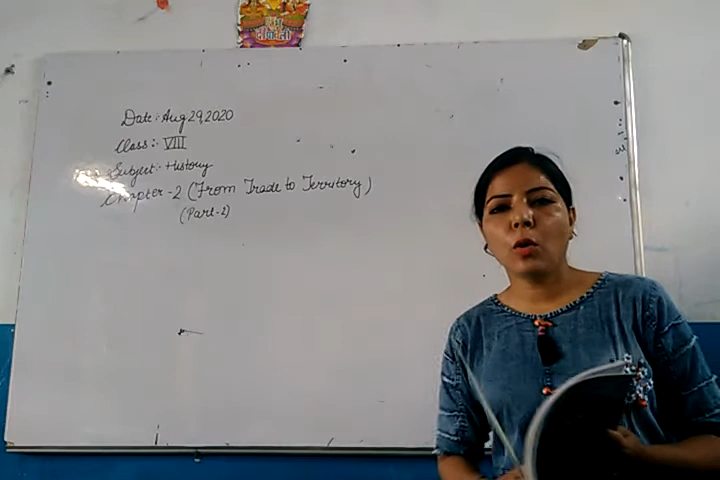 Date:- Aug 29, 2020
Class:- VIII
Subject:- History
Chapter-2 (From Trade to Territory)
(Part-2)